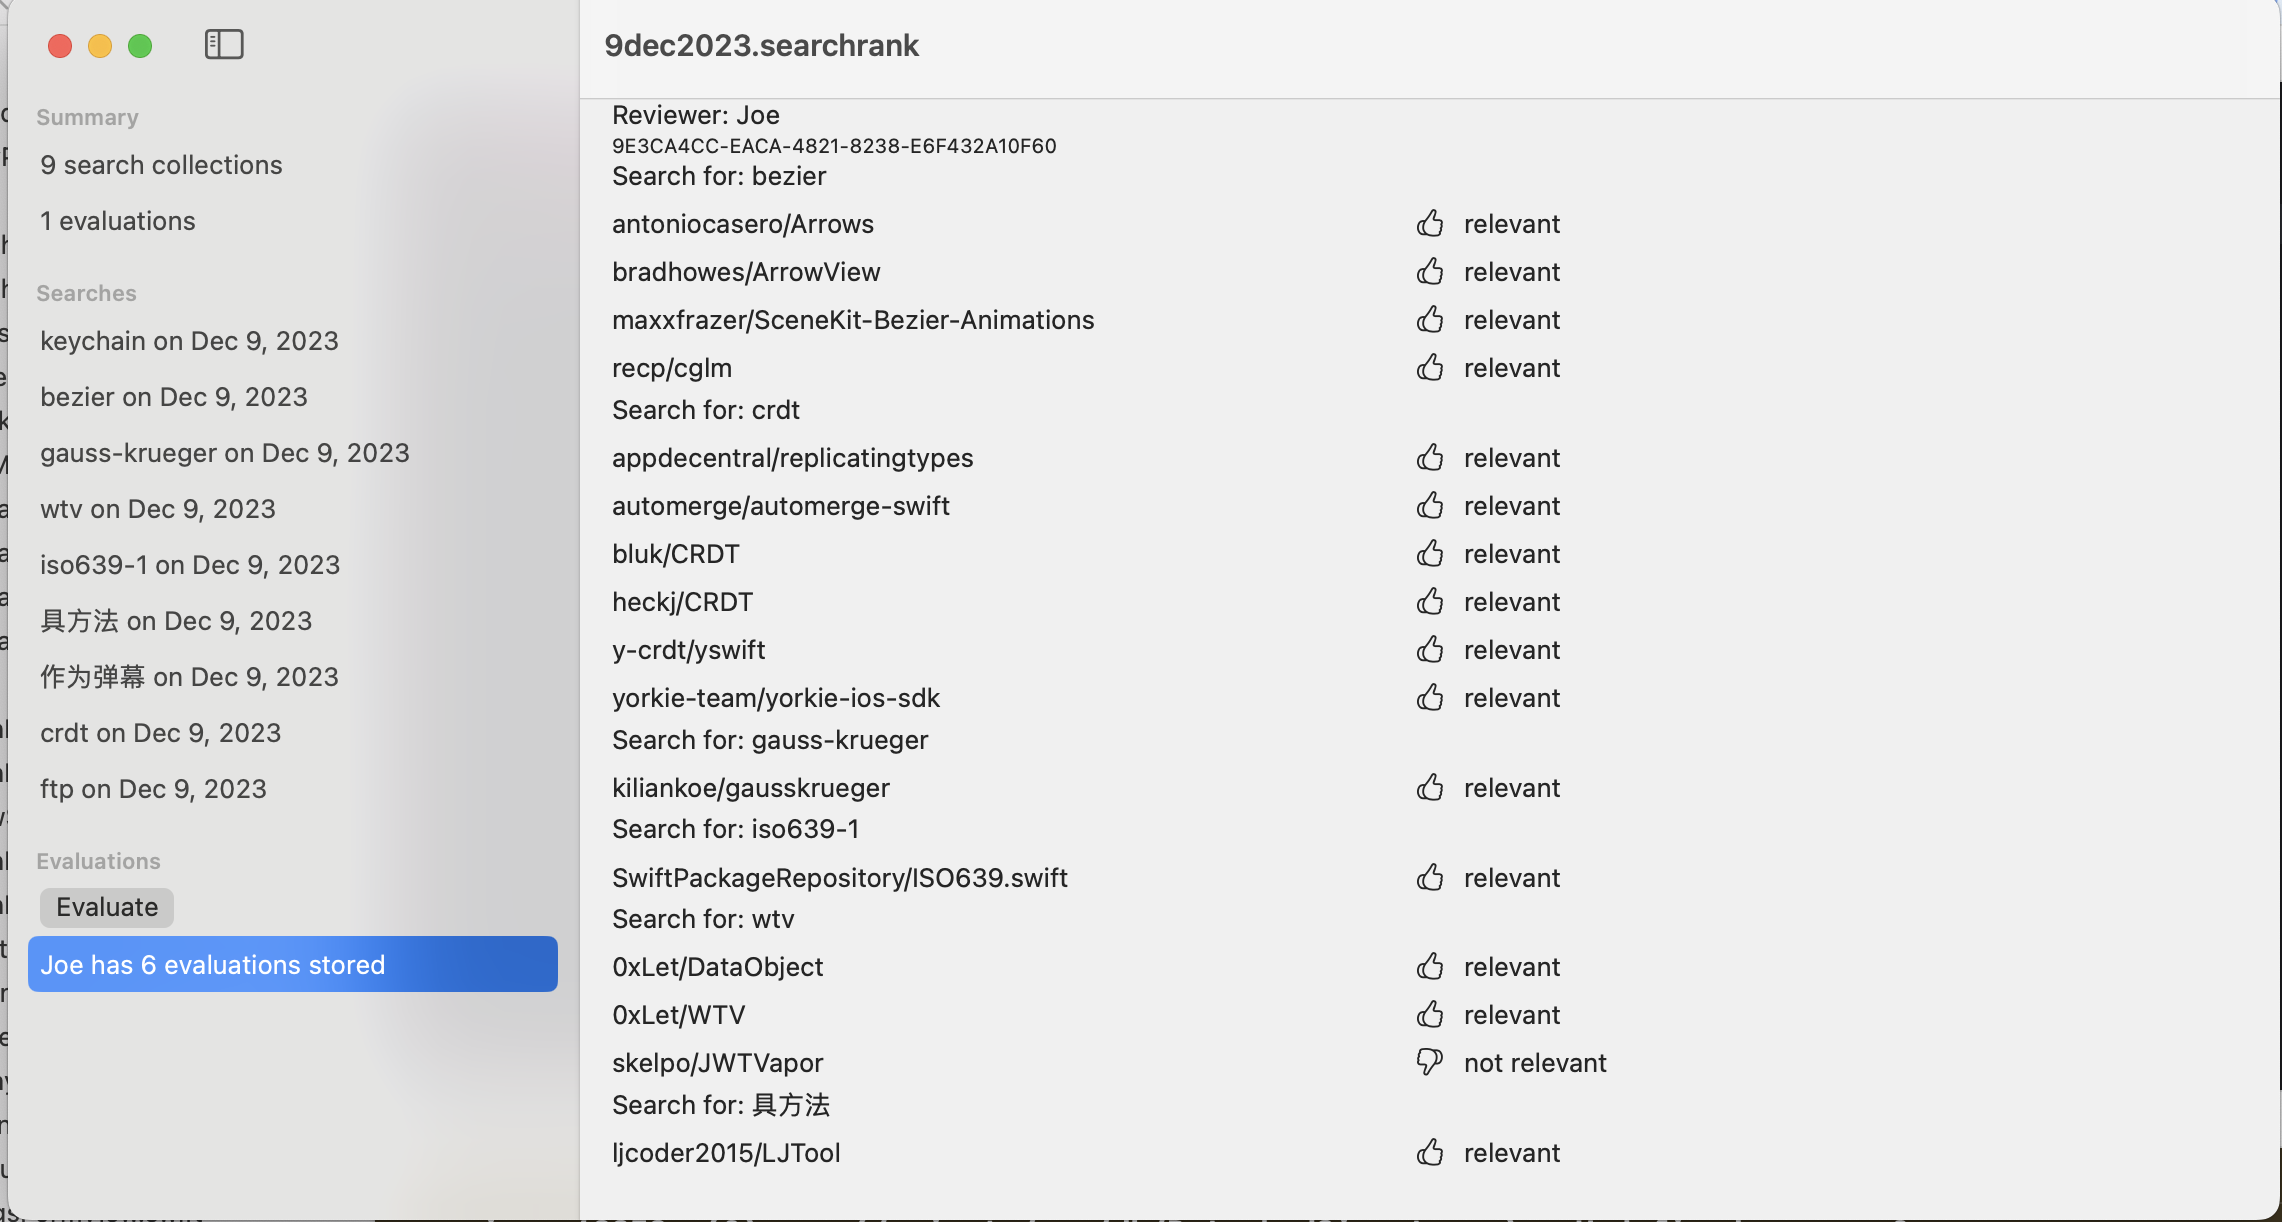 9dec2023.searchrank
Summary
9 search collections
1 evaluations
Searches
keychain on Dec 9, 2023
bezier on Dec 9, 2023
gauss-krueger on Dec 9, 2023
wtv on Dec 9, 2023
iso639-1 on Dec 9, 2023
具方法 on Dec 9, 2023
作为弹幕 on Dec 9, 2023
crdt on Dec 9, 2023
ftp on Dec 9, 2023
Evaluations
Evaluate
Joe has 6 evaluations stored
Reviewer: Joe
9E3CA4CC-EACA-4821-8238-E6F432A10F60
Search for: bezier
antoniocasero/Arrows relevant
bradhowes/ArrowView relevant
maxxfrazer/SceneKit-Bezier-Animations relevant
recp/cglm relevant
Search for: crdt
appdecentral/replicatingtypes relevant
automerge/automerge-swift relevant
bluk/CRDT relevant
heckj/CRDT relevant
y-crdt/yswift relevant
yorkie-team/yorkie-ios-sdk relevant
Search for: gauss-krueger
kiliankoe/gausskrueger relevant
Search for: iso639-1
SwiftPackageRepository/ISO639.swift relevant
Search for: wtv
0xLet/DataObject relevant
0xLet/WTV relevant
skelpo/JWTVapor not relevant
Search for: 具方法
ljcoder2015/LJTool relevant